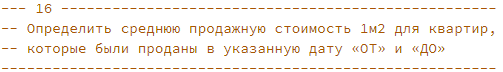 --- 16 ---------------------------------------------------
-- Определить среднюю продажную стоимость 1м2 для квартир,
-- которые были проданы в указанную дату «ОТ» и «ДО»
----------------------------------------------------------